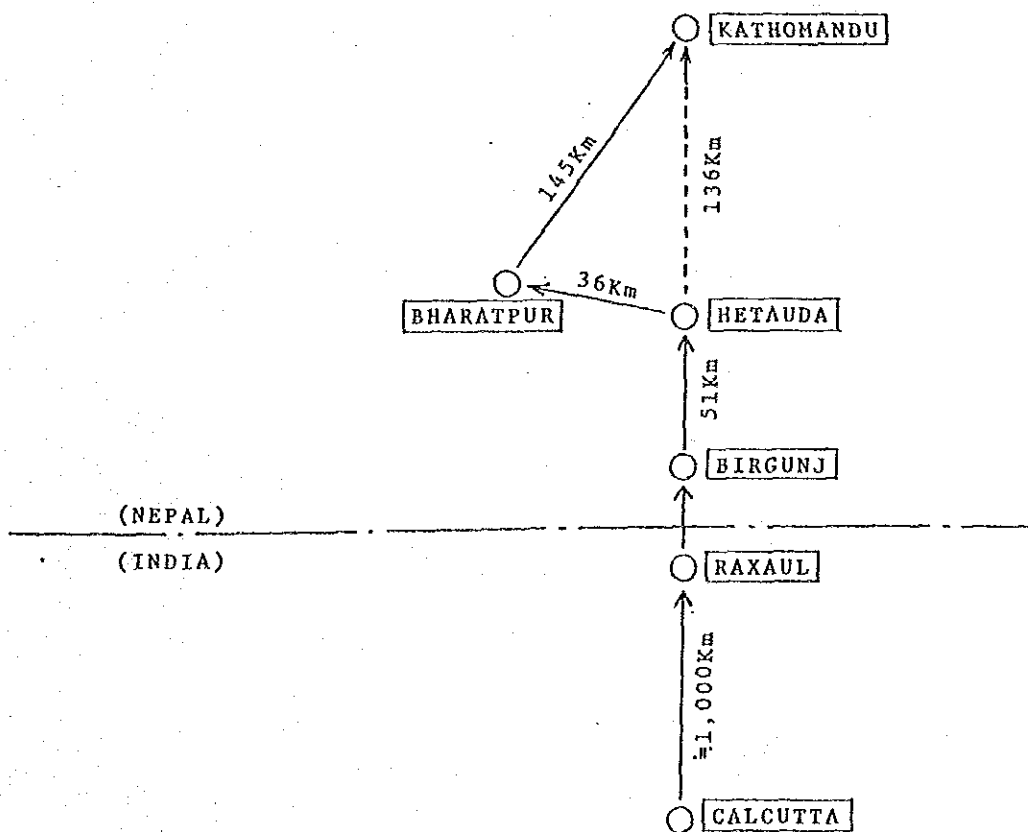 KATHOMANDU
145Km
136Km
36Km
BHARATPUR
HETAUDA
51Km
BIRGUNJ
(NEPAL)
(INDIA)
RAXAUL
≒1,000Km
CALCUTTA